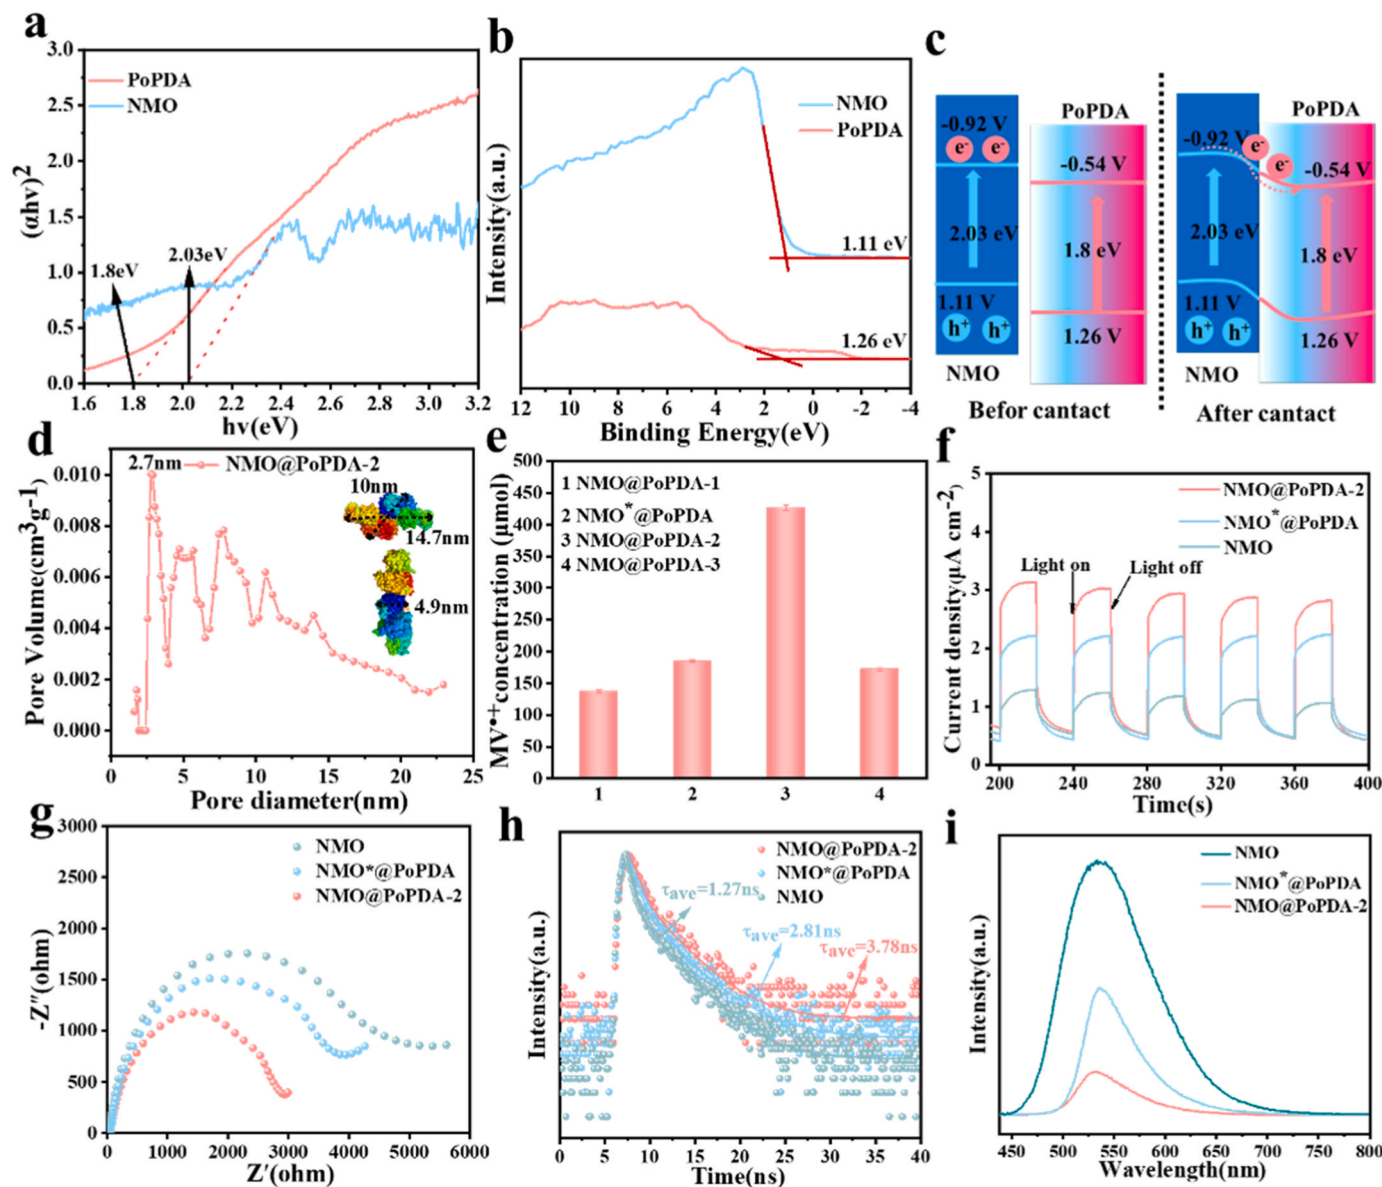 a
PoPDA
NMO
3.0
2.5
2.0
1.5
1.0
0.5
0.0
(αhv)2
1.8eV
2.03eV
1.6 1.8 2.0 2.2 2.4 2.6 2.8 3.0 3.2
hv(eV)
b
NMO
PoPDA
Intensity(a.u.)
1.11 eV
1.26 eV
12 10 8 6 4 2 0 -2 -4
Binding Energy(eV)
c
PoPDA
-0.92 V
e- e-
-0.54 V
2.03 eV
1.8 eV
1.11 V
h+ h+
1.26 V
NMO
Befor cantact
PoPDA
-0.92 V
e-
e-
-0.54 V
2.03 eV
1.8 eV
1.11 V
h+ h+
1.26 V
NMO
After cantact
d
2.7nm
NMO@PoPDA-2
10nm
14.7nm
4.9nm
0.010
0.008
0.006
0.004
0.002
0.000
Pore Volume(cm3g-1)
0 5 10 15 20 25
Pore diameter(nm)
e
500
450
400
350
300
250
200
150
100
50
0
MV•+concentration (μmol)
1 NMO@PoPDA-1
2 NMO*@PoPDA
3 NMO@PoPDA-2
4 NMO@PoPDA-3
1 2 3 4
f
5
4
3
2
1
0
Current density(μA cm-2)
NMO@PoPDA-2
NMO*@PoPDA
NMO
Light on
Light off
200 240 280 320 360 400
Time(s)
g
3000
2500
2000
1500
1000
500
0
-Z″(ohm)
NMO
NMO*@PoPDA
NMO@PoPDA-2
0 1000 2000 3000 4000 5000 6000
Z′(ohm)
h
NMO@PoPDA-2
NMO*@PoPDA
NMO
τave=1.27ns
τave=2.81ns
τave=3.78ns
Intensity(a.u.)
0 5 10 15 20 25 30 35 40
Time(ns)
i
NMO
NMO*@PoPDA
NMO@PoPDA-2
Intensity(a.u.)
450 500 550 600 650 700 750 800
Wavelength(nm)